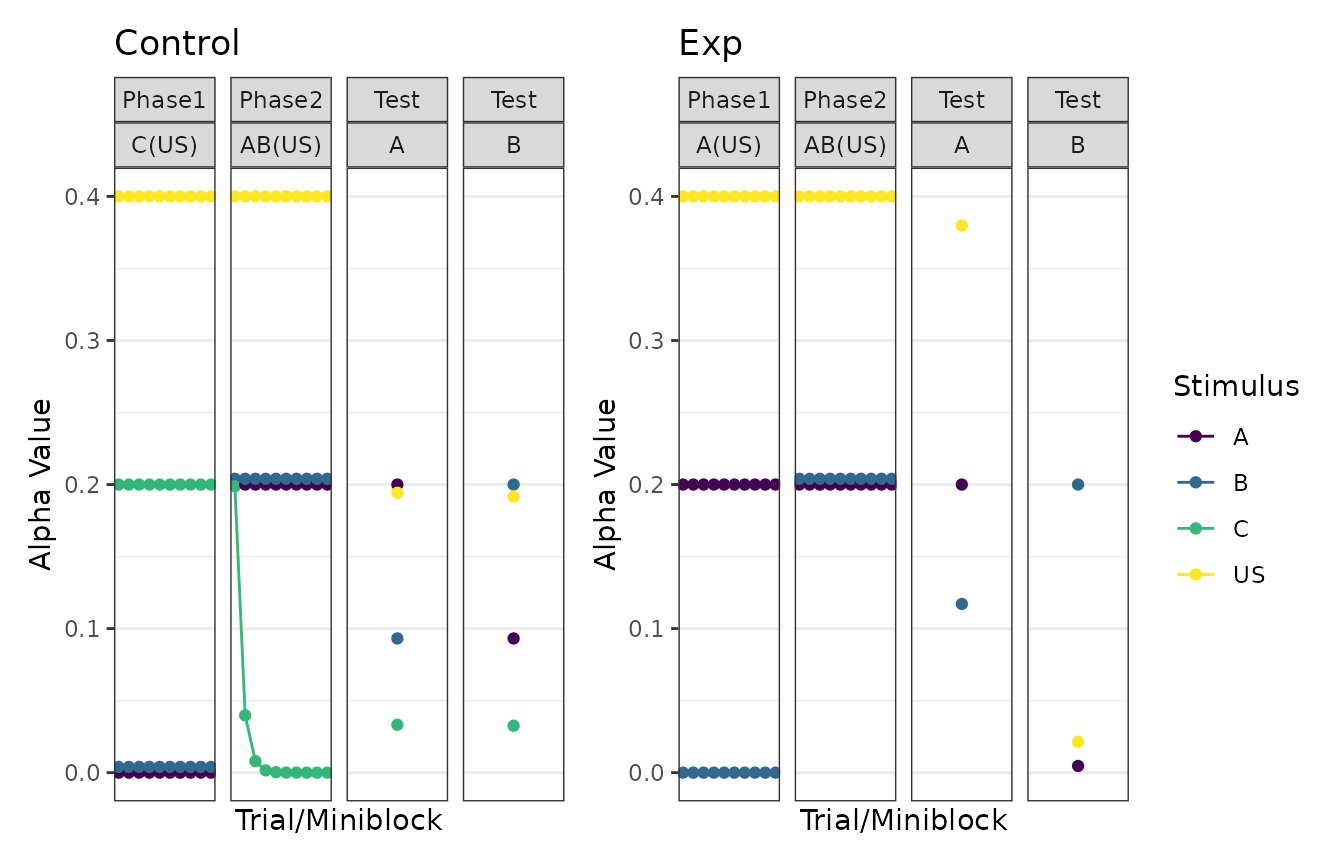 Control
Exp
Phase1 Phase2 Test Test
C(US) AB(US) A B
Phase1 Phase2 Test Test
A(US) AB(US) A B
Alpha Value
0.4
0.3
0.2
0.1
0.0
Trial/Miniblock
Alpha Value
0.4
0.3
0.2
0.1
0.0
Trial/Miniblock
Stimulus
A
B
C
US